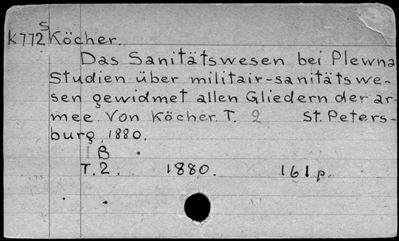 S
K772 Köcher.
Das Sanitätswesen bei Plewna
Studien über militair-sanitätswe-
sen gewidmet allen Gliedern der ar-
mee. Von Köcher. T. 2 St. Peters-
burg, 1880.
1 B
T. 2. 1880. 161 p.